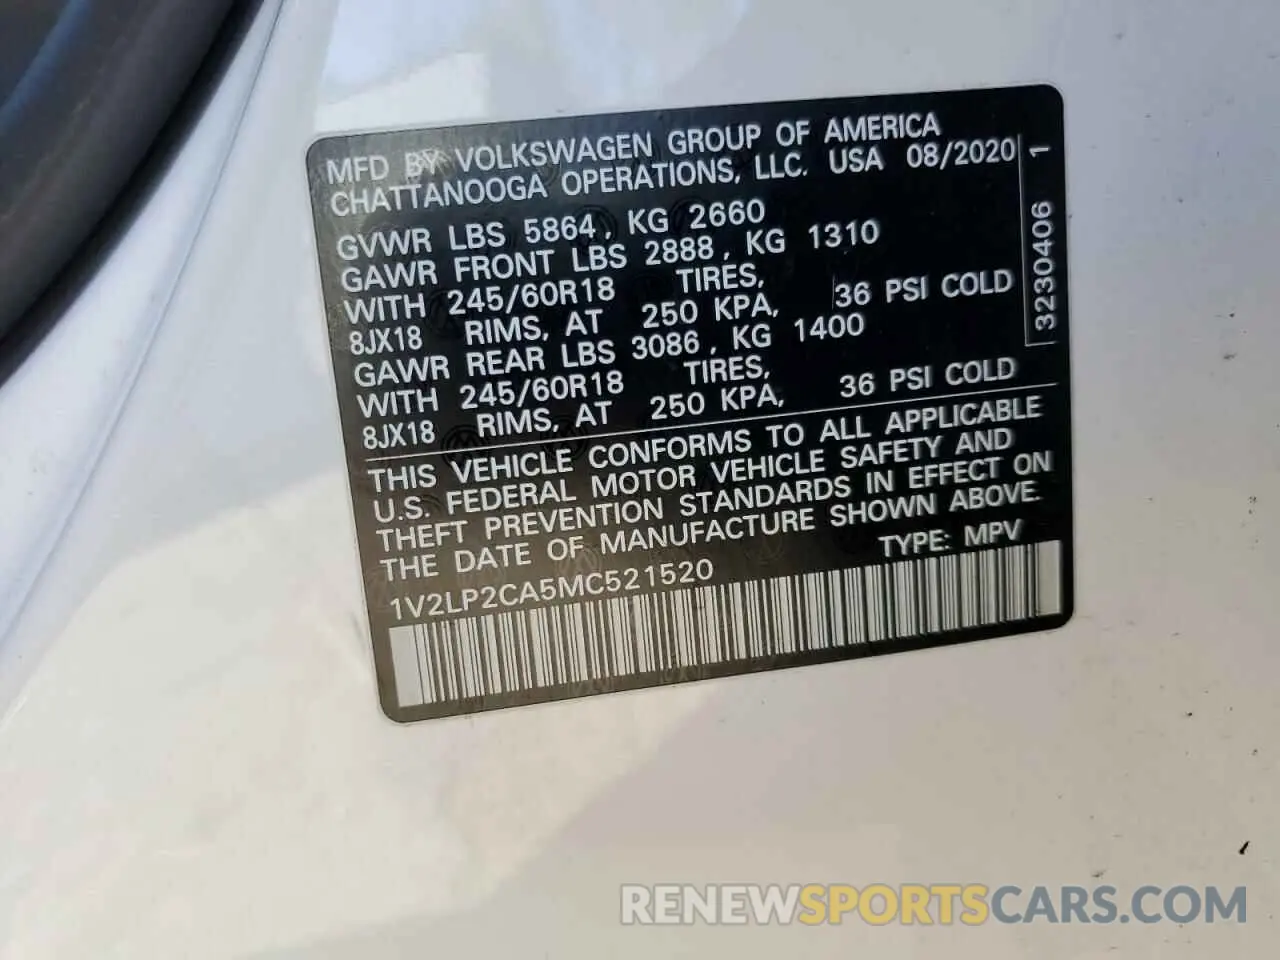 MFD BY VOLKSWAGEN GROUP OF AMERICA
CHATTANOOGA OPERATIONS, LLC. USA 08/2020
GVWR LBS 5864, KG 2660
GAWR FRONT LBS 2888, KG 1310
WITH 245/60R18 TIRES,
8JX18 RIMS, AT 250 KPA, 36 PSI COLD
GAWR REAR LBS 3086, KG 1400
WITH 245/60R18 TIRES,
8JX18 RIMS, AT 250 KPA, 36 PSI COLD
THIS VEHICLE CONFORMS TO ALL APPLICABLE
U.S. FEDERAL MOTOR VEHICLE SAFETY AND
THEFT PREVENTION STANDARDS IN EFFECT ON
THE DATE OF MANUFACTURE SHOWN ABOVE.
TYPE: MPV
1V2LP2CA5MC521520
3230406 1
RENEWSPORTSCARS.COM